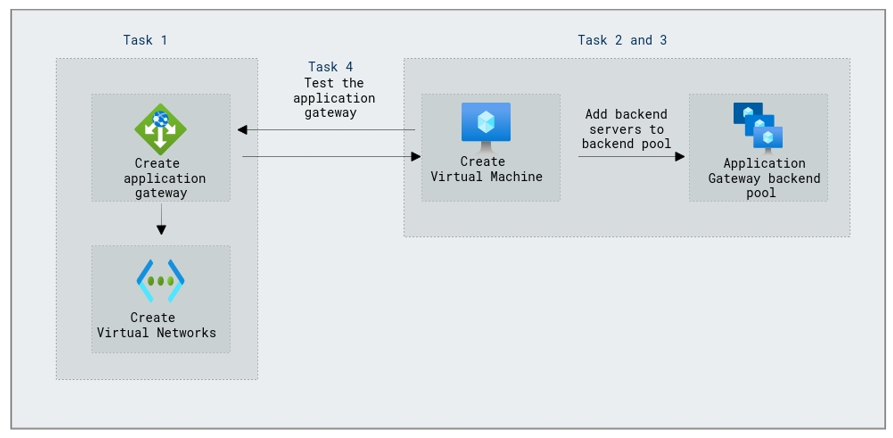 Task 1
Create
application
gateway
Create
Virtual Networks
Task 4
Test the
application
gateway
Task 2 and 3
Create
Virtual Machine
Add backend
servers to
backend pool
Application
Gateway backend
pool